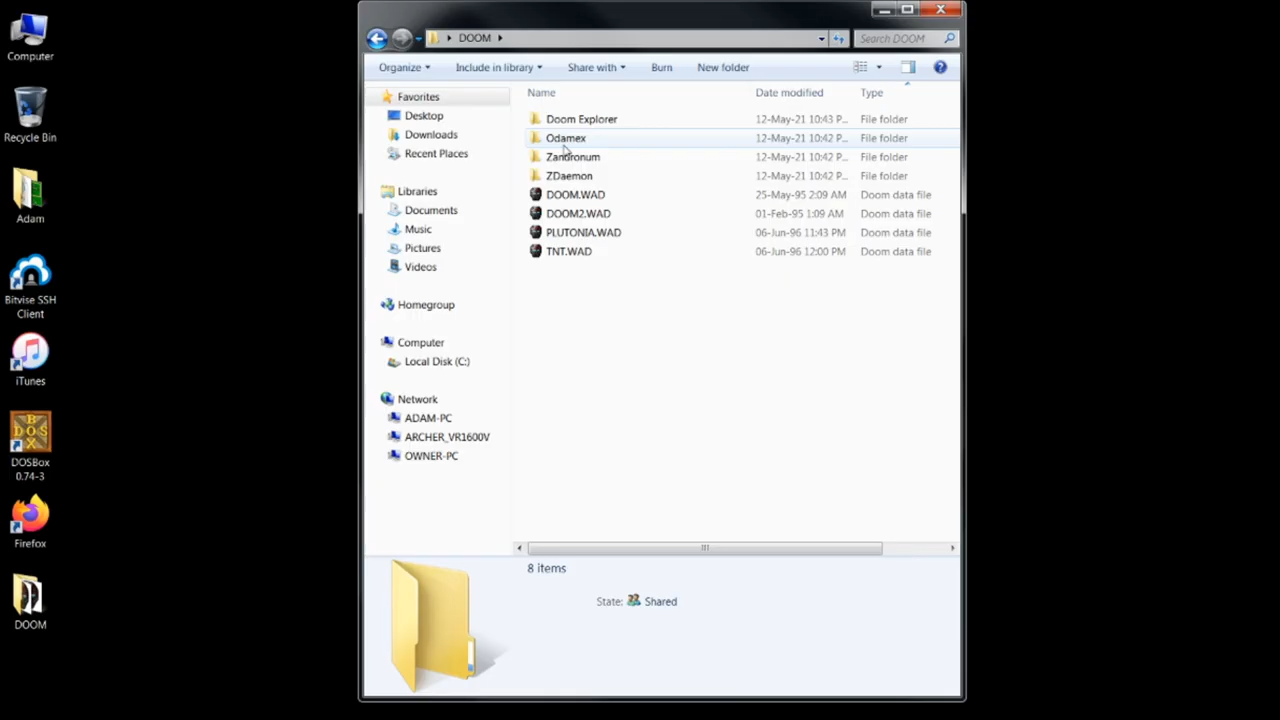 Computer
Recycle Bin
Adam
Bitvise SSH
Client
iTunes
DOSBox
0.74-3
Firefox
DOOM
DOOM
Search DOOM
Organize
Include in library
Share with
Burn
New folder
Favorites
Desktop
Downloads
Recent Places
Libraries
Documents
Music
Pictures
Videos
Homegroup
Computer
Local Disk (C:)
Network
ADAM-PC
ARCHER_VR1600V
OWNER-PC
Name Date modified Type
Doom Explorer 12-May-21 10:43 P... File folder
Odamex 12-May-21 10:42 P... File folder
Zandronum 12-May-21 10:42 P... File folder
ZDaemon 12-May-21 10:42 P... File folder
DOOM.WAD 25-May-95 2:09 AM Doom data file
DOOM2.WAD 01-Feb-95 1:09 AM Doom data file
PLUTONIA.WAD 06-Jun-96 11:43 PM Doom data file
TNT.WAD 06-Jun-96 12:00 PM Doom data file
8 items
State: Shared